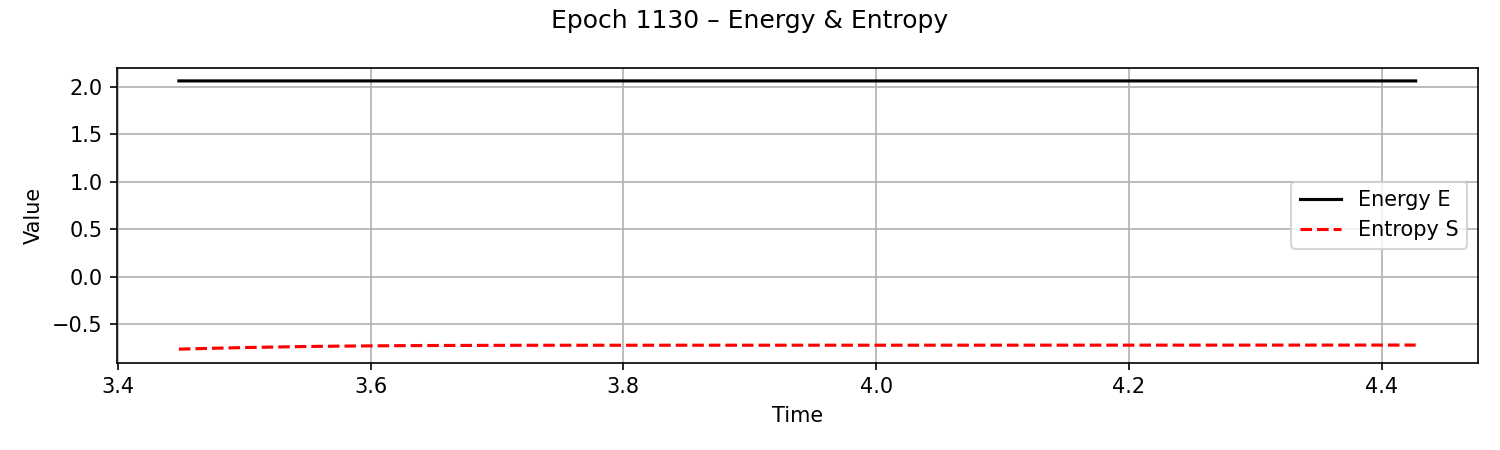 Epoch 1130 – Energy & Entropy
2.0
1.5
1.0
0.5
0.0
−0.5
Value
Energy E
Entropy S
3.4 3.6 3.8 4.0 4.2 4.4
Time